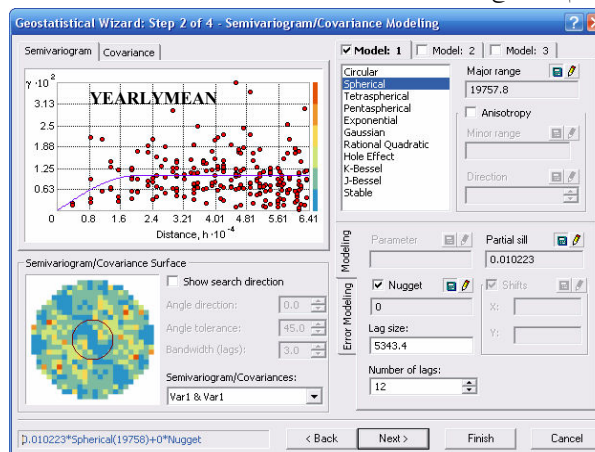 Geostatistical Wizard: Step 2 of 4 - Semivariogram/Covariance Modeling
Semivariogram
Covariance
γ ·10²
YEARLYMEAN
3.13
2.5
1.88
1.25
0.63
0 0.8 1.6 2.4 3.21 4.01 4.81 5.61 6.41
Distance, h ·10⁻⁴
Model: 1
Model: 2
Model: 3
Circular
Spherical
Tetraspherical
Pentaspherical
Exponential
Gaussian
Rational Quadratic
Hole Effect
K-Bessel
J-Bessel
Stable
Major range
19757.8
Anisotropy
Minor range
Direction
Semivariogram/Covariance Surface
Show search direction
Angle direction: 0.0
Angle tolerance: 45.0
Bandwidth (lags): 3.0
Semivariogram/Covariances:
Var1 & Var1
Modeling
Error Modeling
Parameter
Partial sill
0.010223
Nugget
0
Shifts
X:
Y:
Lag size:
5343.4
Number of lags:
12
0.010223*Spherical(19758)+0*Nugget
< Back
Next >
Finish
Cancel